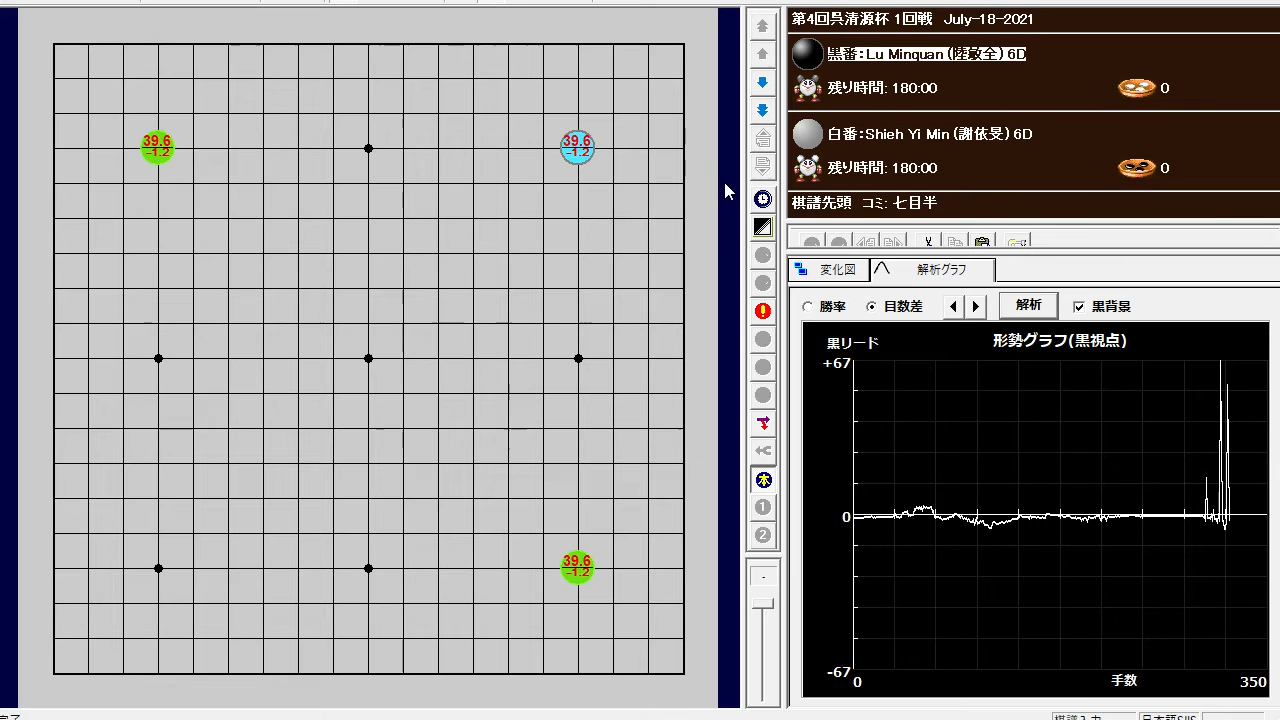 39.6
-1.2
39.6
-1.2
39.6
-1.2
本
1
2
-
第4回呉清源杯 1回戦 July-18-2021
黒番:Lu Minquan (陸敏全) 6D
残り時間: 180:00
0
白番:Shieh Yi Min (謝依旻) 6D
残り時間: 180:00
0
棋譜先頭 コミ: 七目半
変化図
解析グラフ
勝率
目数差
解析
黒背景
黒リード
形勢グラフ(黒視点)
+67
0
-67
0
手数
350